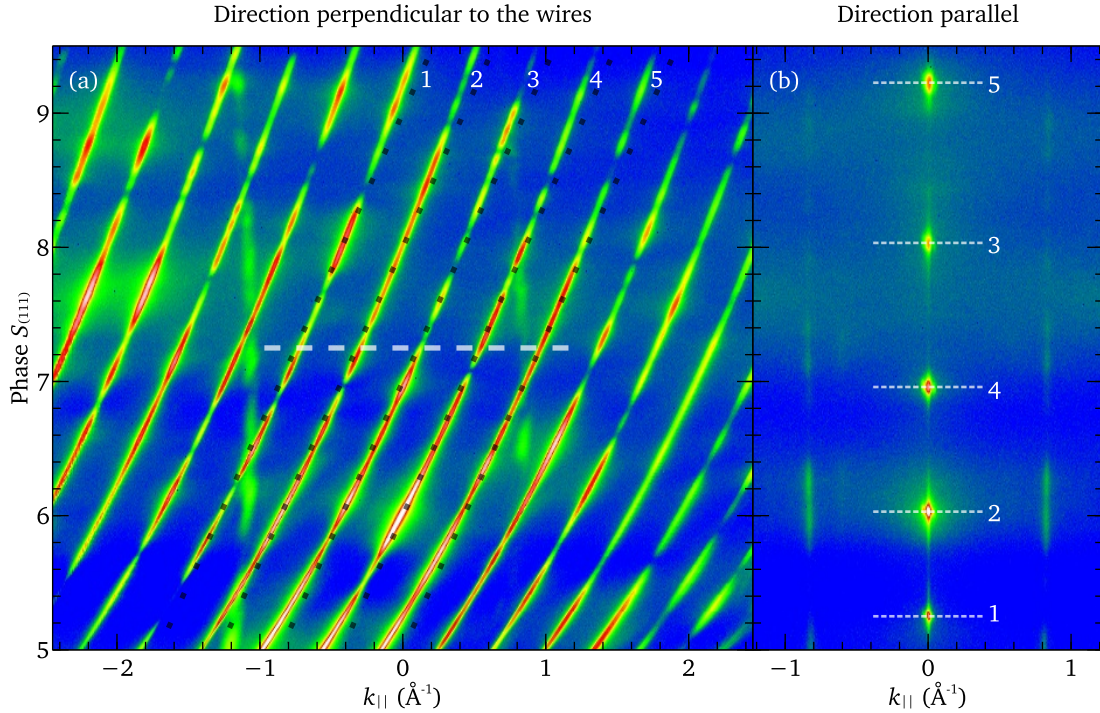 Direction perpendicular to the wires
Direction parallel
(a) 1 2 3 4 5
(b)
5
3
4
2
1
Phase S(111)
9
8
7
6
5
−2 −1 0 1 2
−1 0 1
k|| (Å-1)
k|| (Å-1)